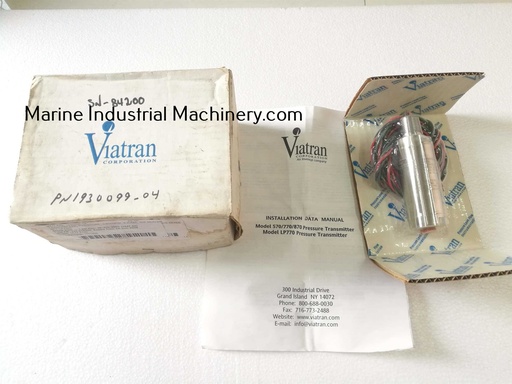 SN-84200
Marine Industrial Machinery.com
Viatran
CORPORATION
PN1930099-04
Viatran
CORPORATION
INSTALLATION DATA MANUAL
Model 570/770/870 Pressure Transmitter
Model LP770 Pressure Transmitter
300 Industrial Drive
Grand Island NY 14072
Phone: 800-688-0030
Fax: 716-773-2488
Website: www.viatran.com
E-mail: info@viatran.com
Viatran